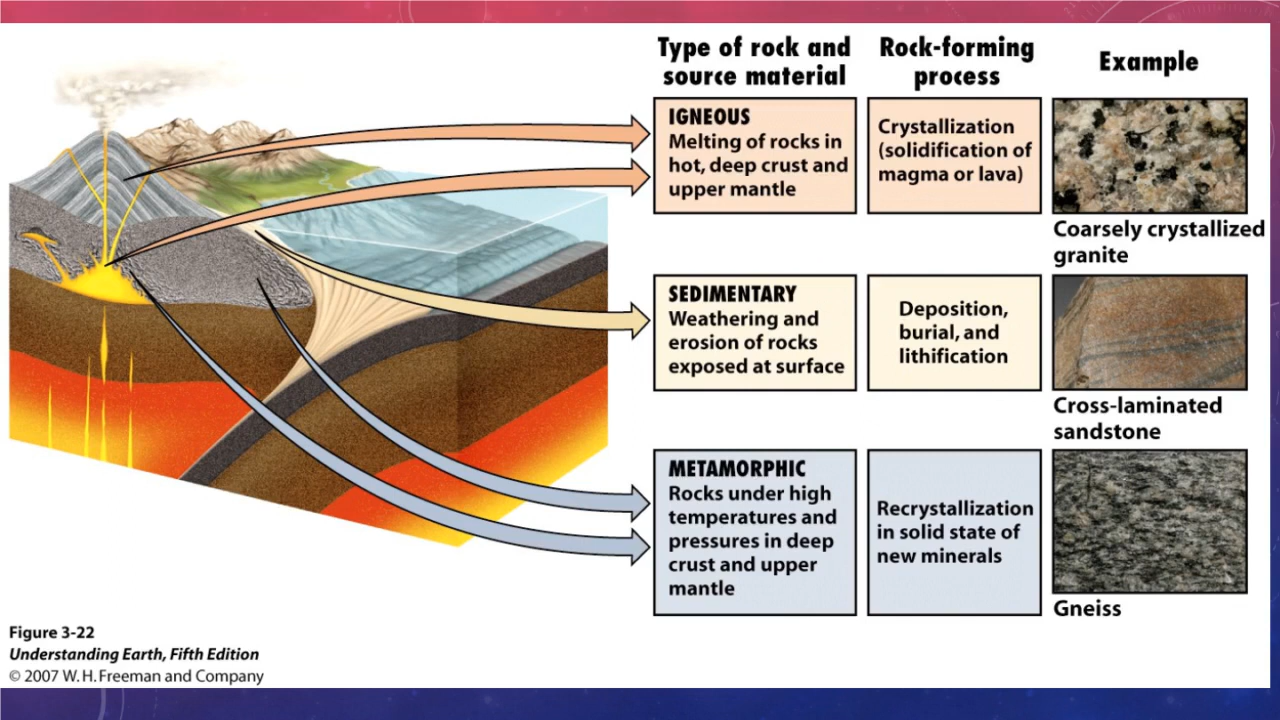 Type of rock and
source material
Rock-forming
process
Example
IGNEOUS
Melting of rocks in
hot, deep crust and
upper mantle
Crystallization
(solidification of
magma or lava)
Coarsely crystallized
granite
SEDIMENTARY
Weathering and
erosion of rocks
exposed at surface
Deposition,
burial, and
lithification
Cross-laminated
sandstone
METAMORPHIC
Rocks under high
temperatures and
pressures in deep
crust and upper
mantle
Recrystallization
in solid state of
new minerals
Gneiss
Figure 3-22
Understanding Earth, Fifth Edition
© 2007 W. H. Freeman and Company